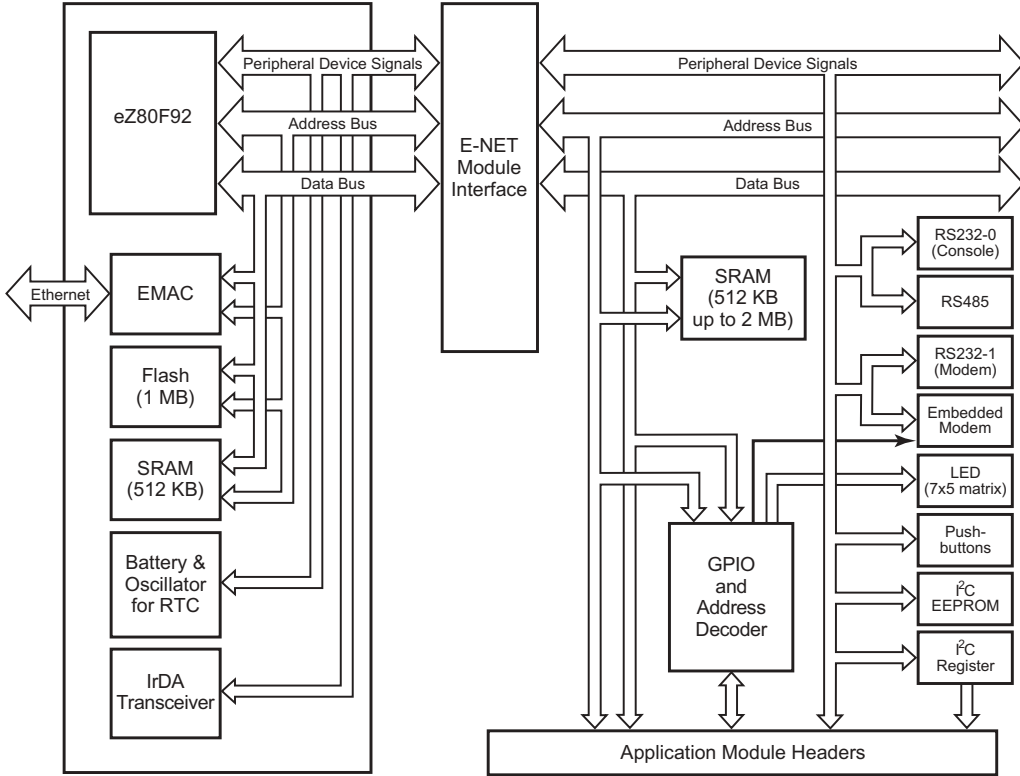 eZ80F92
Peripheral Device Signals
Address Bus
Data Bus
E-NET
Module
Interface
Peripheral Device Signals
Address Bus
Data Bus
Ethernet
EMAC
Flash
(1 MB)
SRAM
(512 KB)
Battery &
Oscillator
for RTC
IrDA
Transceiver
SRAM
(512 KB
up to 2 MB)
GPIO
and
Address
Decoder
RS232-0
(Console)
RS485
RS232-1
(Modem)
Embedded
Modem
LED
(7x5 matrix)
Push-
buttons
I²C
EEPROM
I²C
Register
Application Module Headers